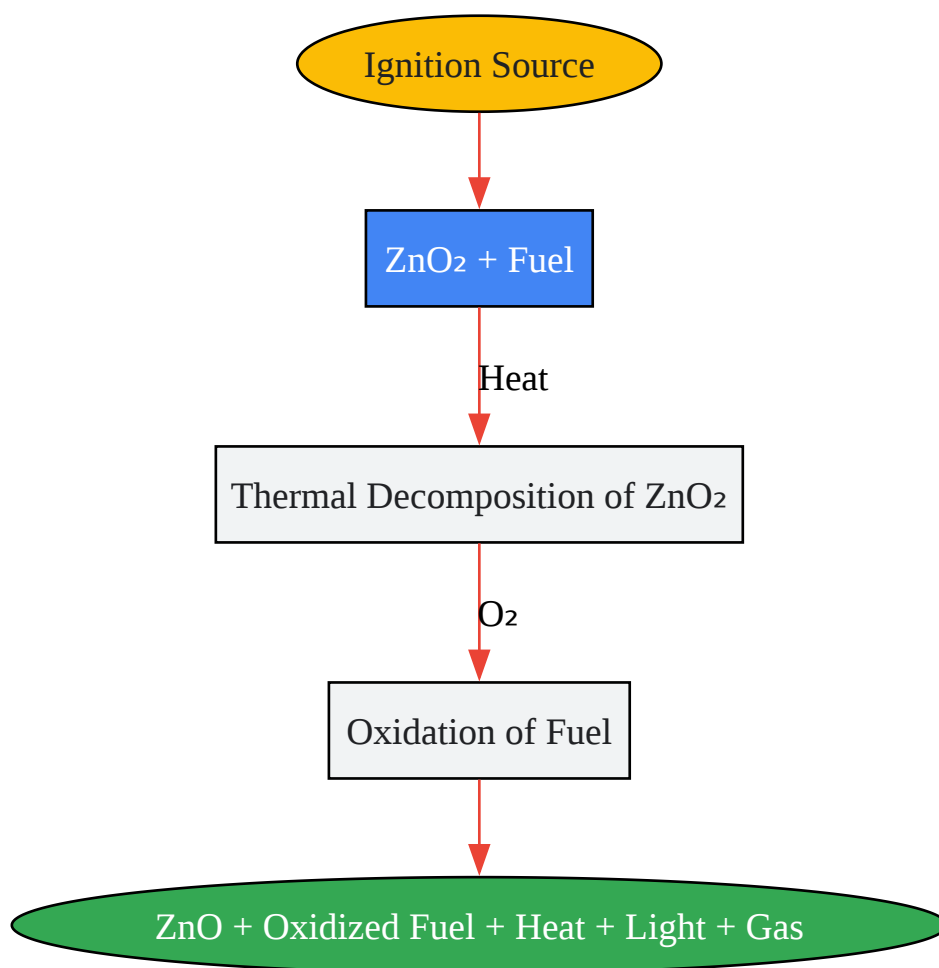 Ignition Source
ZnO₂ + Fuel
Heat
Thermal Decomposition of ZnO₂
O₂
Oxidation of Fuel
ZnO + Oxidized Fuel + Heat + Light + Gas